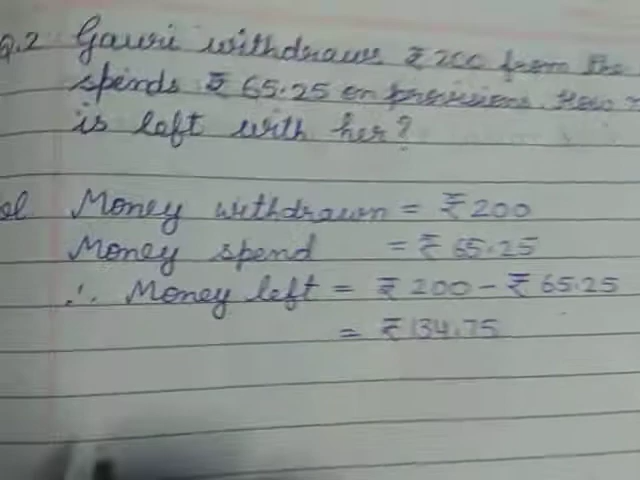 Q.2 Gauri withdraws ₹200 from the
spends ₹65.25 on provisions. How
is left with her?
ol Money withdrawn = ₹200
Money spend = ₹65.25
∴ Money left = ₹200 - ₹65.25
= ₹134.75